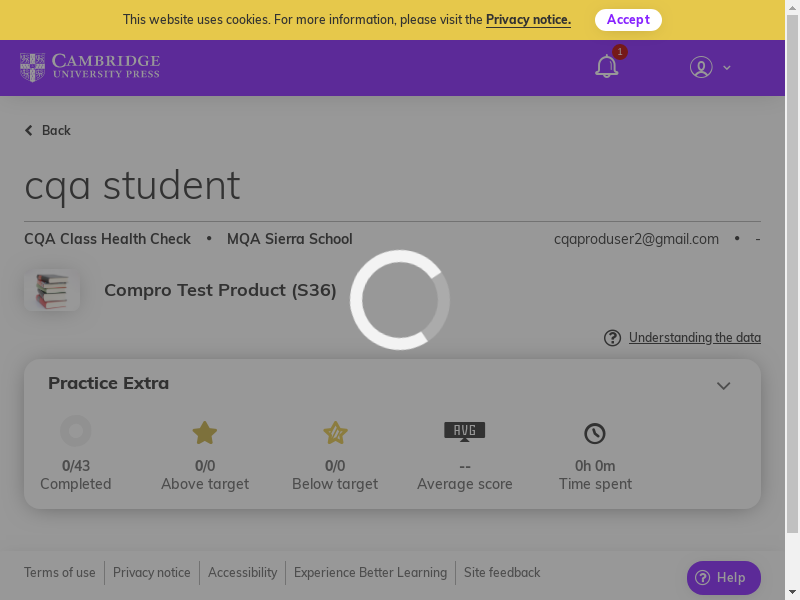 This website uses cookies. For more information, please visit the Privacy notice. Accept
CAMBRIDGE
UNIVERSITY PRESS
1
Back
cqa student
CQA Class Health Check • MQA Sierra School cqaproduser2@gmail.com • -
Compro Test Product (S36)
Understanding the data
Practice Extra
AVG
0/43 0/0 0/0 -- 0h 0m
Completed Above target Below target Average score Time spent
Terms of use Privacy notice Accessibility Experience Better Learning Site feedback
? Help